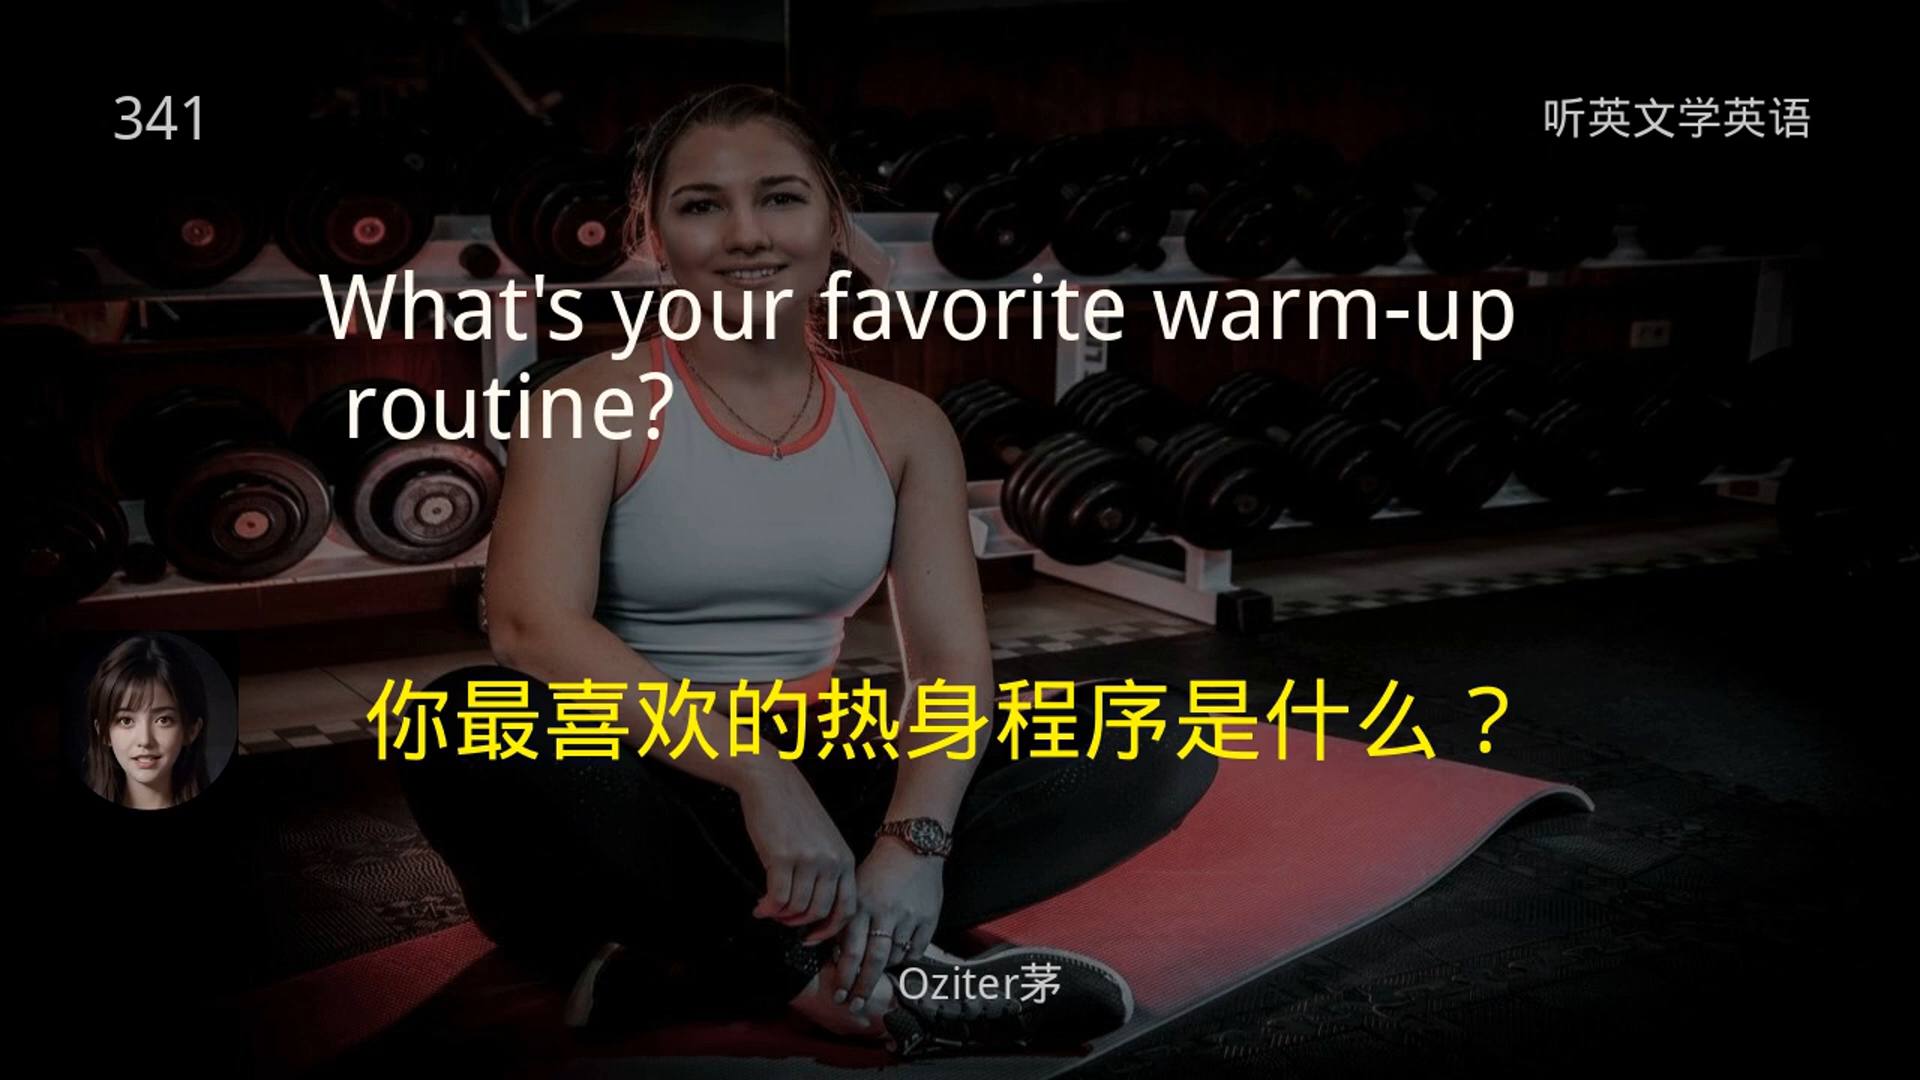 341
听英文学英语
What's your favorite warm-up
routine?
你最喜欢的热身程序是什么？
Oziter茅